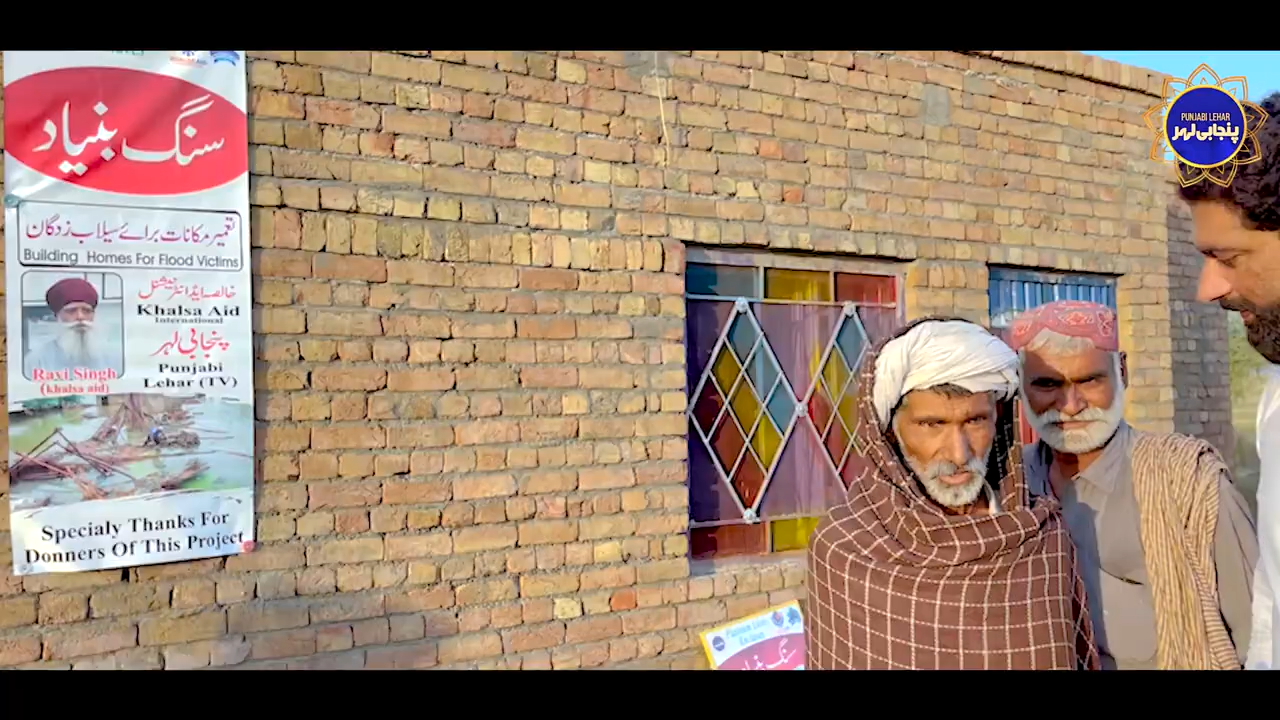 سنگ بنیاد
تعمیر مکانات برائے سیلاب زدگان
Building Homes For Flood Victims
خالصہ ایڈ انٹرنیشنل
Khalsa Aid
International
پنجابی لہر
Punjabi
Lehar (TV)
Ravi Singh
(khalsa aid)
Specialy Thanks For
Donners Of This Project
PUNJABI LEHAR
پنجابی لہر
سنگ بنیاد